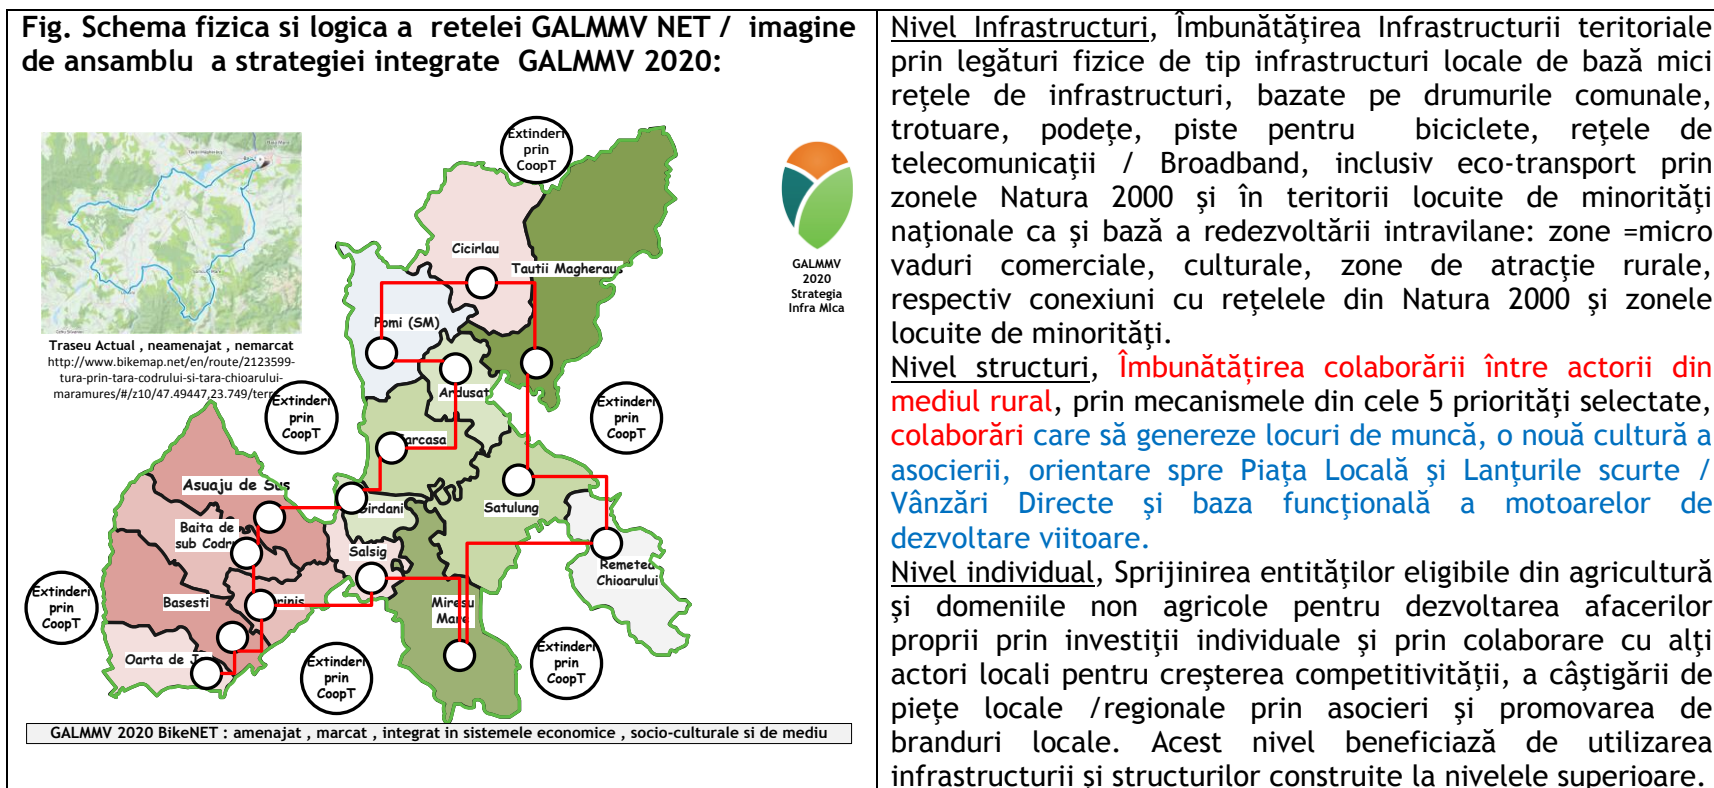 Fig. Schema fizica si logica a retelei GALMMV NET / imagine
de ansamblu a strategiei integrate GALMMV 2020:
Extinderi
prin
CoopT
Cicirlau
Tautii Magheraus
GALMMV
2020
Strategia
Infra MIca
Pomi (SM)
Traseu Actual , neamenajat , nemarcat
http://www.bikemap.net/en/route/2123599-
tura-prin-tara-codrului-si-tara-chioarului-
maramures/#/z10/47.49447,23.749/terr
Ardusat
Extinderi
prin
CoopT
Extinderi
prin
CoopT
arcasa
Asuaju de Sus
Satulung
irdani
Baita de
sub Codr
Salsig
Remetea
Chioarului
Extinderi
prin
CoopT
Basesti
rinis
Miresu
Mare
Oarta de J
Extinderi
prin
CoopT
Extinderi
prin
CoopT
GALMMV 2020 BikeNET : amenajat , marcat , integrat in sistemele economice , socio-culturale si de mediu
Nivel Infrastructuri, Îmbunătăţirea Infrastructurii teritoriale
prin legături fizice de tip infrastructuri locale de bază mici
reţele de infrastructuri, bazate pe drumurile comunale,
trotuare, podeţe, piste pentru biciclete, reţele de
telecomunicaţii / Broadband, inclusiv eco-transport prin
zonele Natura 2000 şi în teritorii locuite de minorităţi
naţionale ca şi bază a redezvoltării intravilane: zone =micro
vaduri comerciale, culturale, zone de atracţie rurale,
respectiv conexiuni cu reţelele din Natura 2000 şi zonele
locuite de minorităţi.
Nivel structuri, Îmbunătăţirea colaborării între actorii din
mediul rural, prin mecanismele din cele 5 priorităţi selectate,
colaborări care să genereze locuri de muncă, o nouă cultură a
asocierii, orientare spre Piaţa Locală şi Lanţurile scurte /
Vânzări Directe şi baza funcţională a motoarelor de
dezvoltare viitoare.
Nivel individual, Sprijinirea entităţilor eligibile din agricultură
şi domeniile non agricole pentru dezvoltarea afacerilor
proprii prin investiţii individuale şi prin colaborare cu alţi
actori locali pentru creşterea competitivităţii, a câştigării de
pieţe locale /regionale prin asocieri şi promovarea de
branduri locale. Acest nivel beneficiază de utilizarea
infrastructurii şi structurilor construite la nivelele superioare.